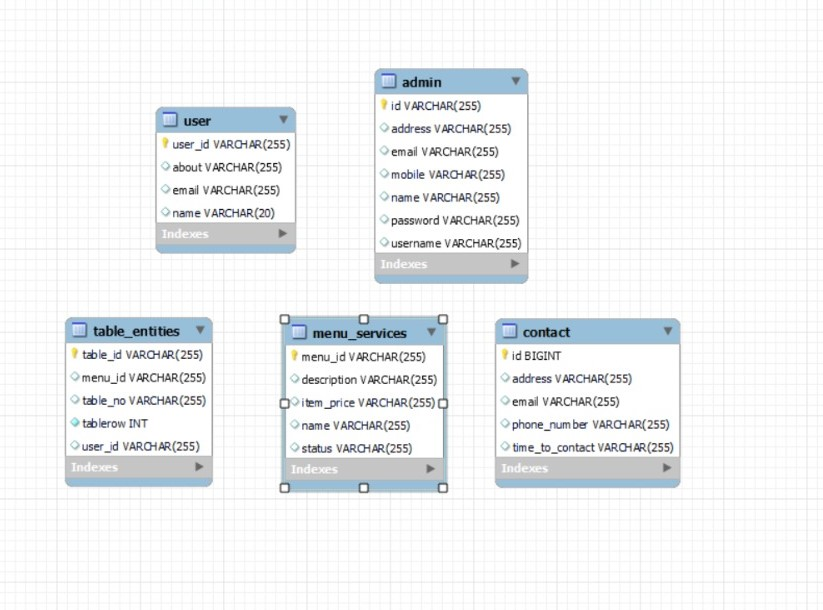 user
user_id VARCHAR(255)
about VARCHAR(255)
email VARCHAR(255)
name VARCHAR(20)
Indexes
admin
id VARCHAR(255)
address VARCHAR(255)
email VARCHAR(255)
mobile VARCHAR(255)
name VARCHAR(255)
password VARCHAR(255)
username VARCHAR(255)
Indexes
table_entities
table_id VARCHAR(255)
menu_id VARCHAR(255)
table_no VARCHAR(255)
tablerow INT
user_id VARCHAR(255)
Indexes
menu_services
menu_id VARCHAR(255)
description VARCHAR(255)
item_price VARCHAR(255)
name VARCHAR(255)
status VARCHAR(255)
Indexes
contact
id BIGINT
address VARCHAR(255)
email VARCHAR(255)
phone_number VARCHAR(255)
time_to_contact VARCHAR(255)
Indexes